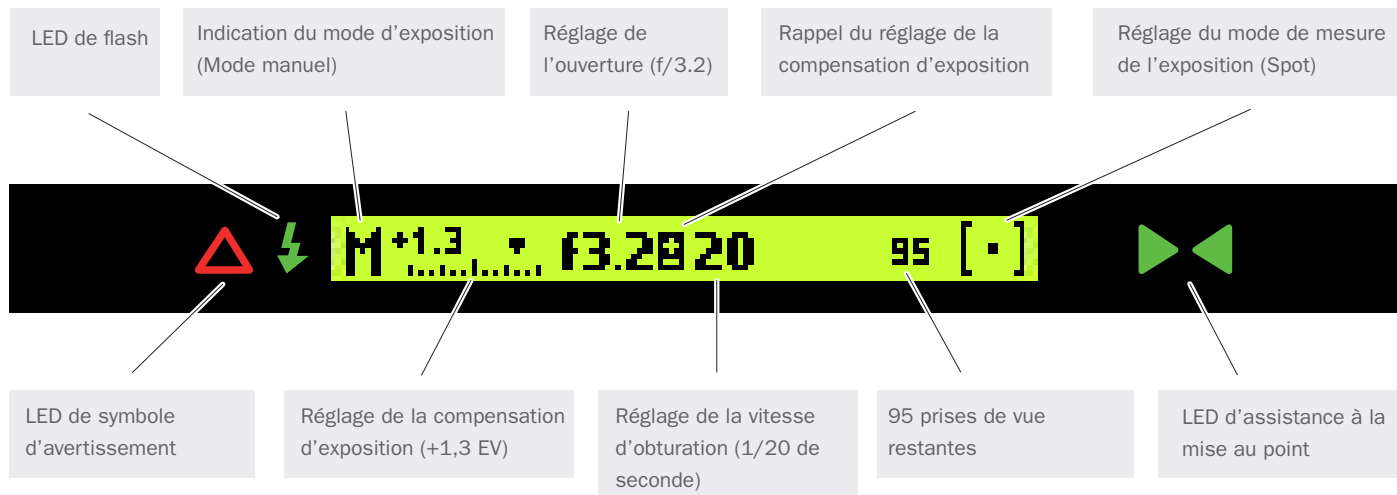 LED de flash
Indication du mode d’exposition
(Mode manuel)
Réglage de
l’ouverture (f/3.2)
Rappel du réglage de la
compensation d’exposition
Réglage du mode de mesure
de l’exposition (Spot)
M +1.3 f3.2 20 95 [·]
LED de symbole
d’avertissement
Réglage de la compensation
d’exposition (+1,3 EV)
Réglage de la vitesse
d’obturation (1/20 de
seconde)
95 prises de vue
restantes
LED d’assistance à la
mise au point